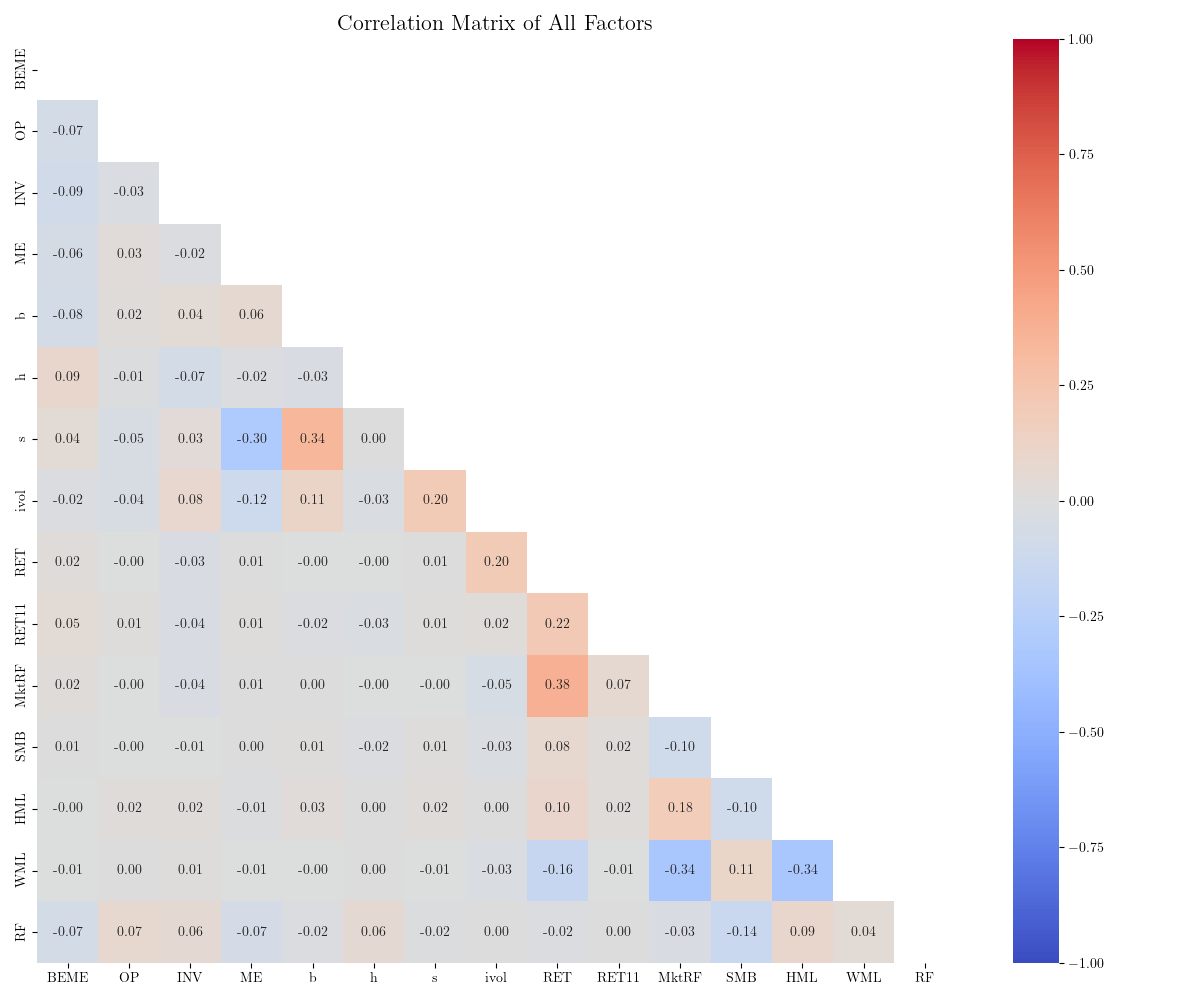 Correlation Matrix of All Factors
BEME
OP -0.07
INV -0.09 -0.03
ME -0.06 0.03 -0.02
b -0.08 0.02 0.04 0.06
h 0.09 -0.01 -0.07 -0.02 -0.03
s 0.04 -0.05 0.03 -0.30 0.34 0.00
ivol -0.02 -0.04 0.08 -0.12 0.11 -0.03 0.20
RET 0.02 -0.00 -0.03 0.01 -0.00 -0.00 0.01 0.20
RET11 0.05 0.01 -0.04 0.01 -0.02 -0.03 0.01 0.02 0.22
MktRF 0.02 -0.00 -0.04 0.01 0.00 -0.00 -0.00 -0.05 0.38 0.07
SMB 0.01 -0.00 -0.01 0.00 0.01 -0.02 0.01 -0.03 0.08 0.02 -0.10
HML -0.00 0.02 0.02 -0.01 0.03 0.00 0.02 0.00 0.10 0.02 0.18 -0.10
WML -0.01 0.00 0.01 -0.01 -0.00 0.00 -0.01 -0.03 -0.16 -0.01 -0.34 0.11 -0.34
RF -0.07 0.07 0.06 -0.07 -0.02 0.06 -0.02 0.00 -0.02 0.00 -0.03 -0.14 0.09 0.04
BEME OP INV ME b h s ivol RET RET11 MktRF SMB HML WML RF
1.00
0.75
0.50
0.25
0.00
−0.25
−0.50
−0.75
−1.00